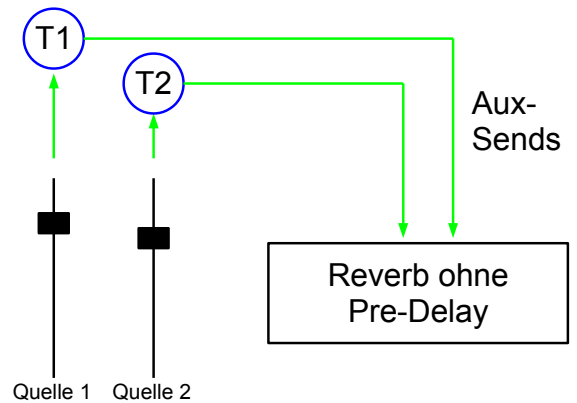 T1
T2
Aux-
Sends
Reverb ohne
Pre-Delay
Quelle 1
Quelle 2